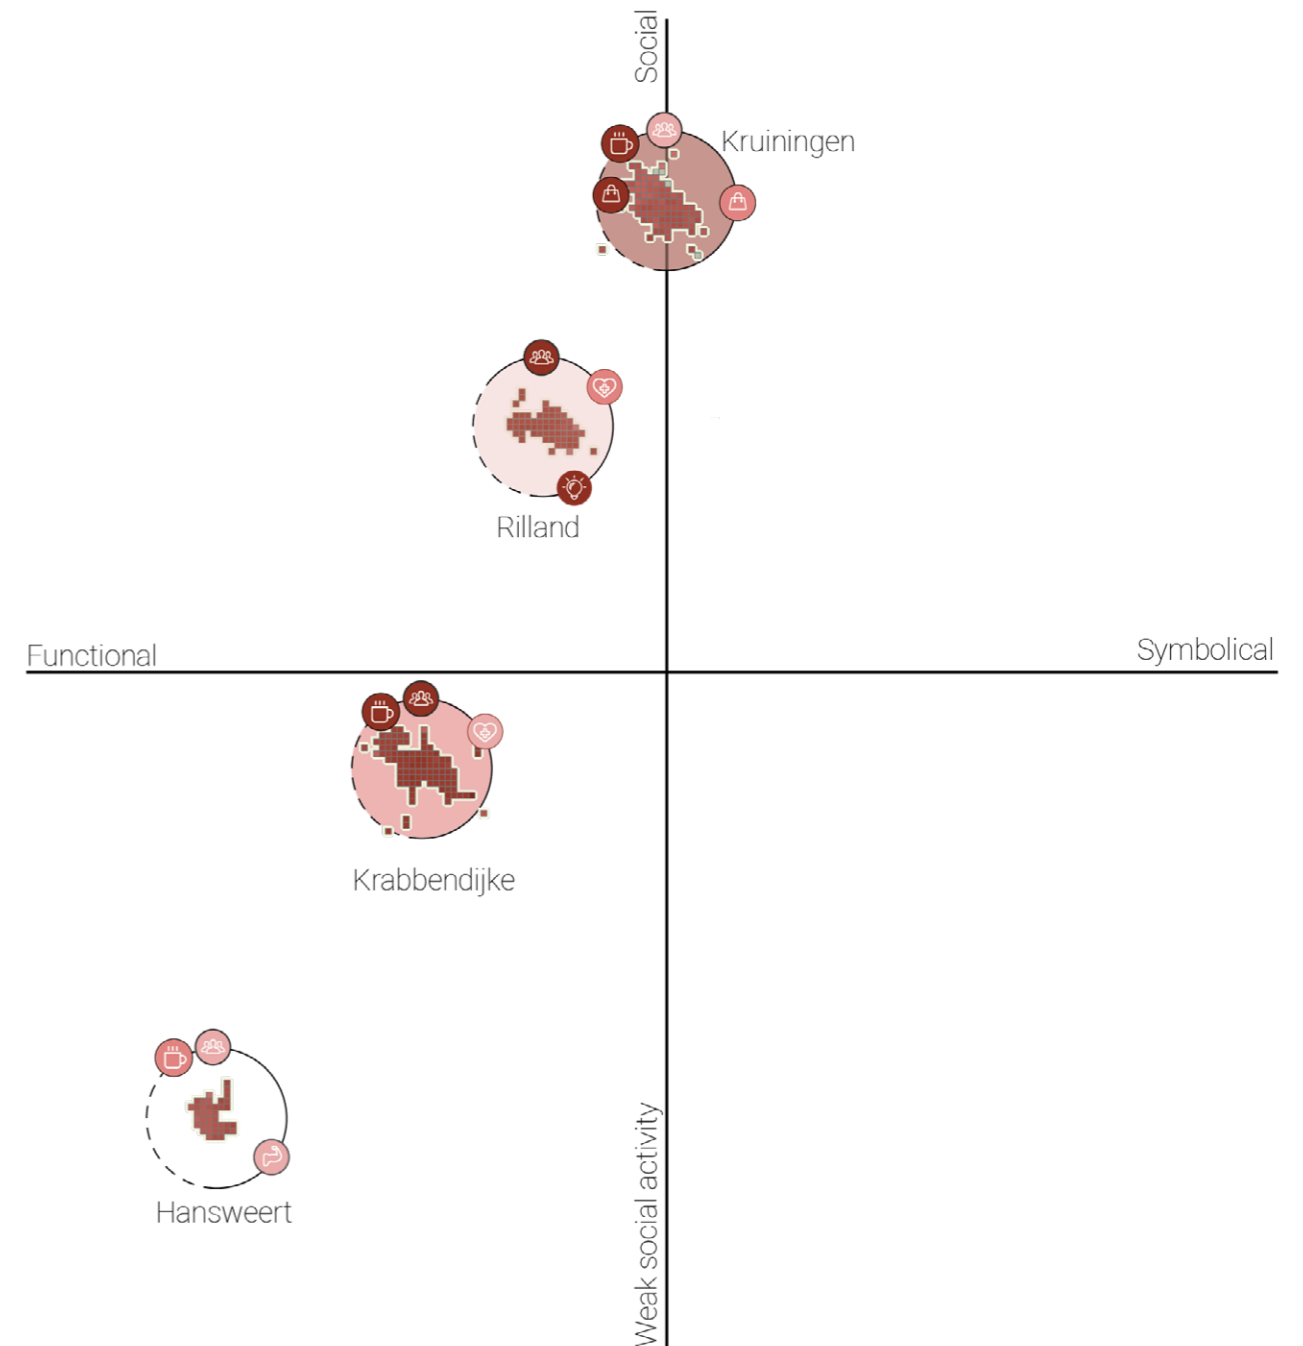 Social
Kruiningen
Rilland
Functional
Symbolical
Krabbendijke
Weak social activity
Hansweert